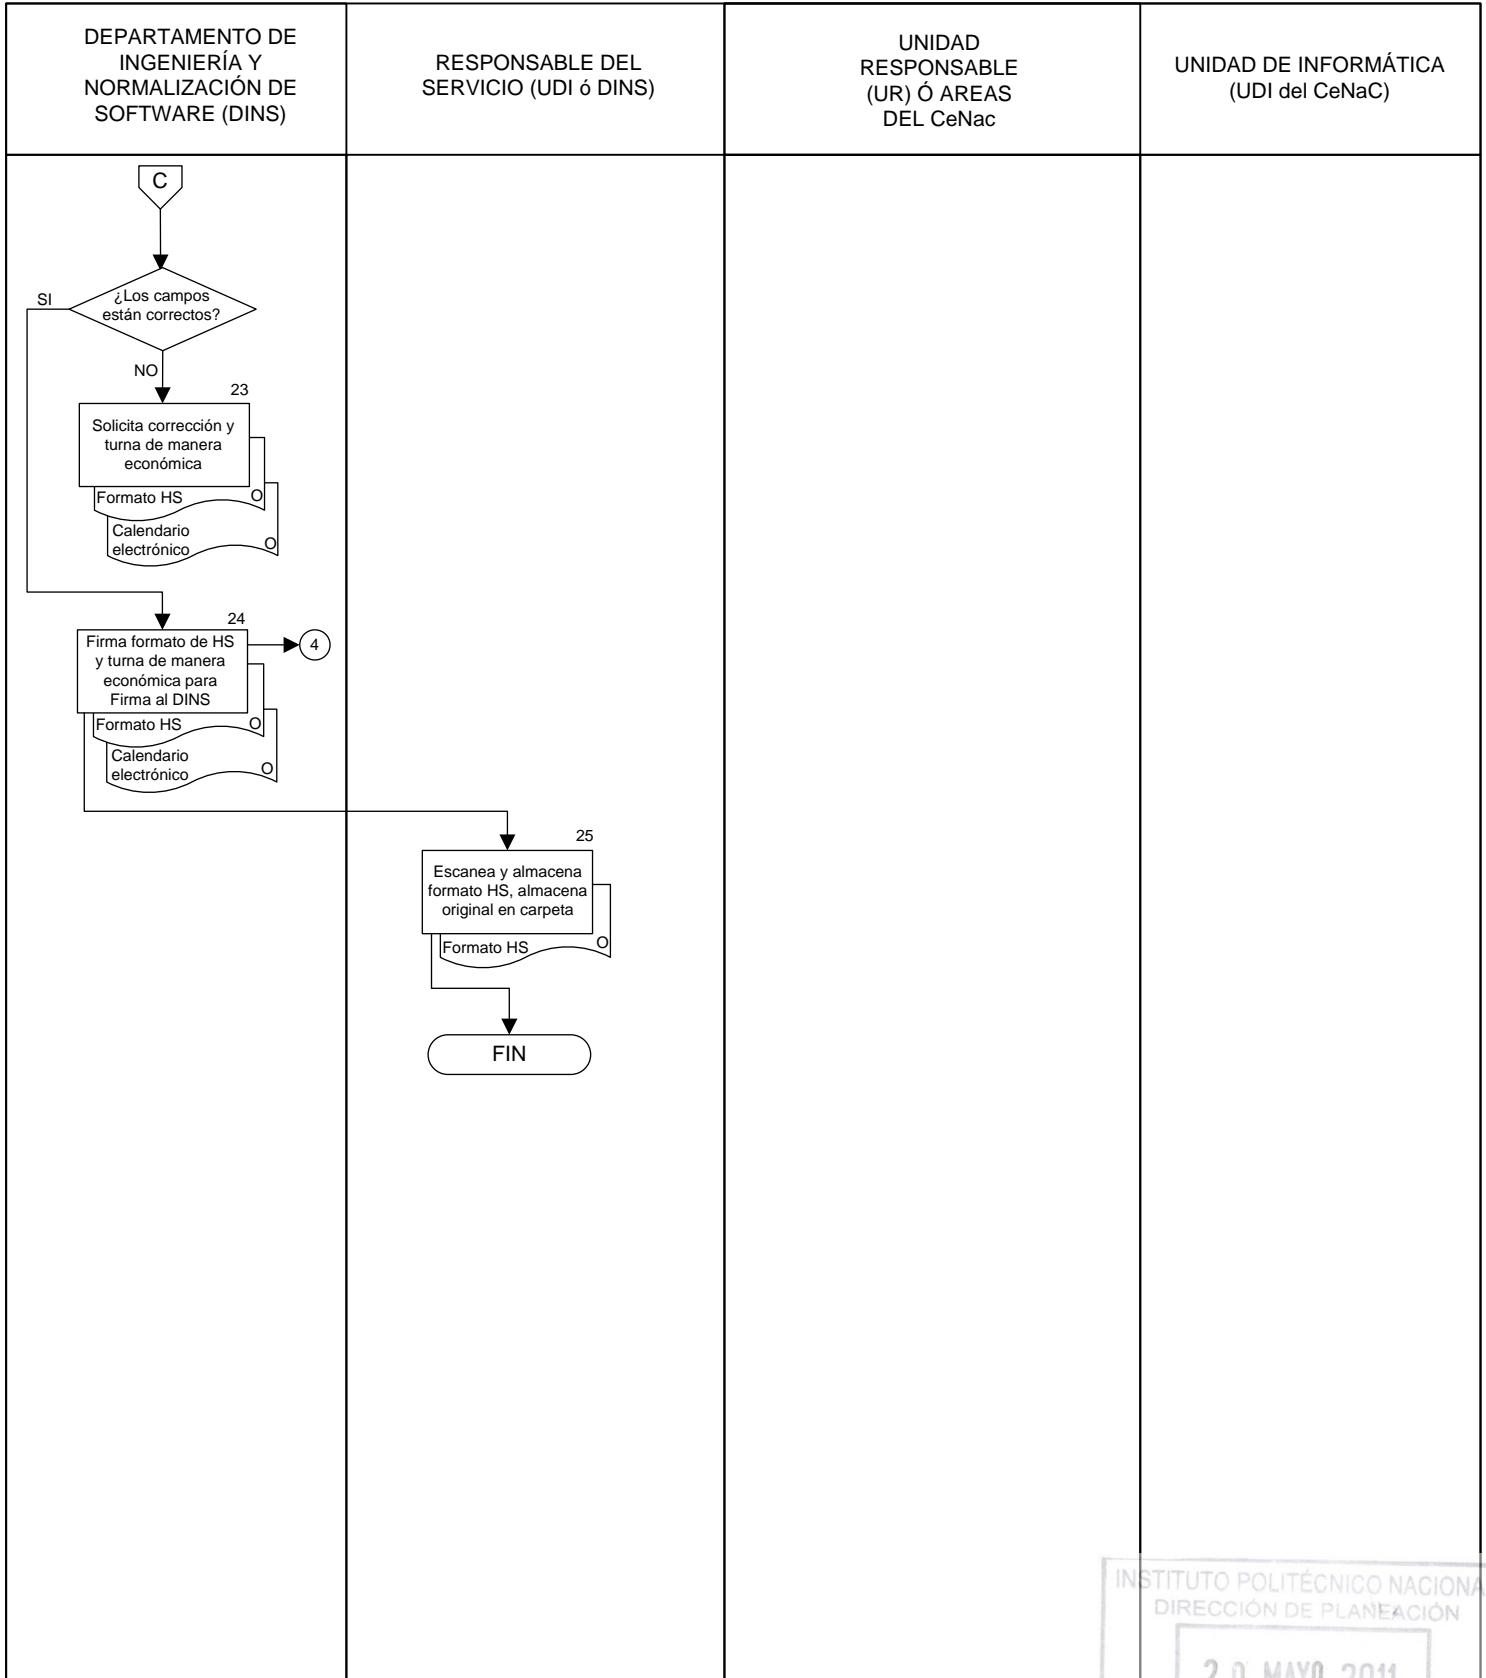 DEPARTAMENTO DE
INGENIERÍA Y
NORMALIZACIÓN DE
SOFTWARE (DINS)
RESPONSABLE DEL
SERVICIO (UDI ó DINS)
UNIDAD
RESPONSABLE
(UR) Ó AREAS
DEL CeNac
UNIDAD DE INFORMÁTICA
(UDI del CeNaC)
C
SI
¿Los campos
están correctos?
NO
23
Solicita corrección y
turna de manera
económica
Formato HS
O
Calendario
electrónico
O
24
Firma formato de HS
y turna de manera
económica para
Firma al DINS
4
Formato HS
O
Calendario
electrónico
O
25
Escanea y almacena
formato HS, almacena
original en carpeta
Formato HS
O
FIN
INSTITUTO POLITÉCNICO NACIONA
DIRECCIÓN DE PLANEACIÓN
20 MAYO 2011